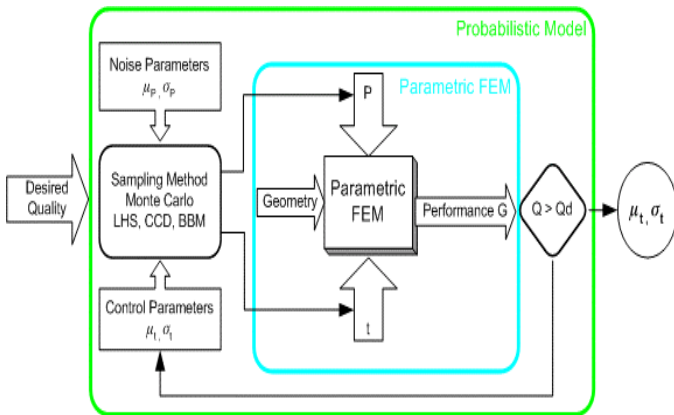 Probabilistic Model
Noise Parameters
μP, σP
Parametric FEM
P
Desired
Quality
Sampling Method
Monte Carlo
LHS, CCD, BBM
Geometry
Parametric
FEM
Performance G
Q > Qd
μt, σt
Control Parameters
μt, σt
t